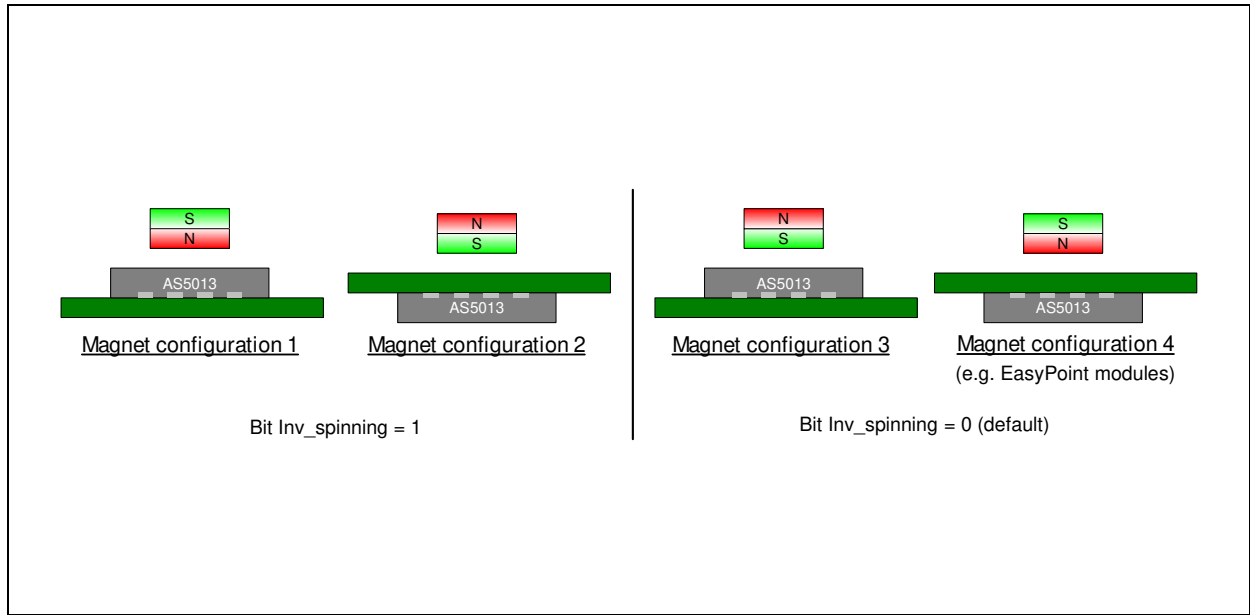 S
N
AS5013
Magnet configuration 1
N
S
AS5013
Magnet configuration 2
Bit Inv_spinning = 1
N
S
AS5013
Magnet configuration 3
S
N
AS5013
Magnet configuration 4
(e.g. EasyPoint modules)
Bit Inv_spinning = 0 (default)